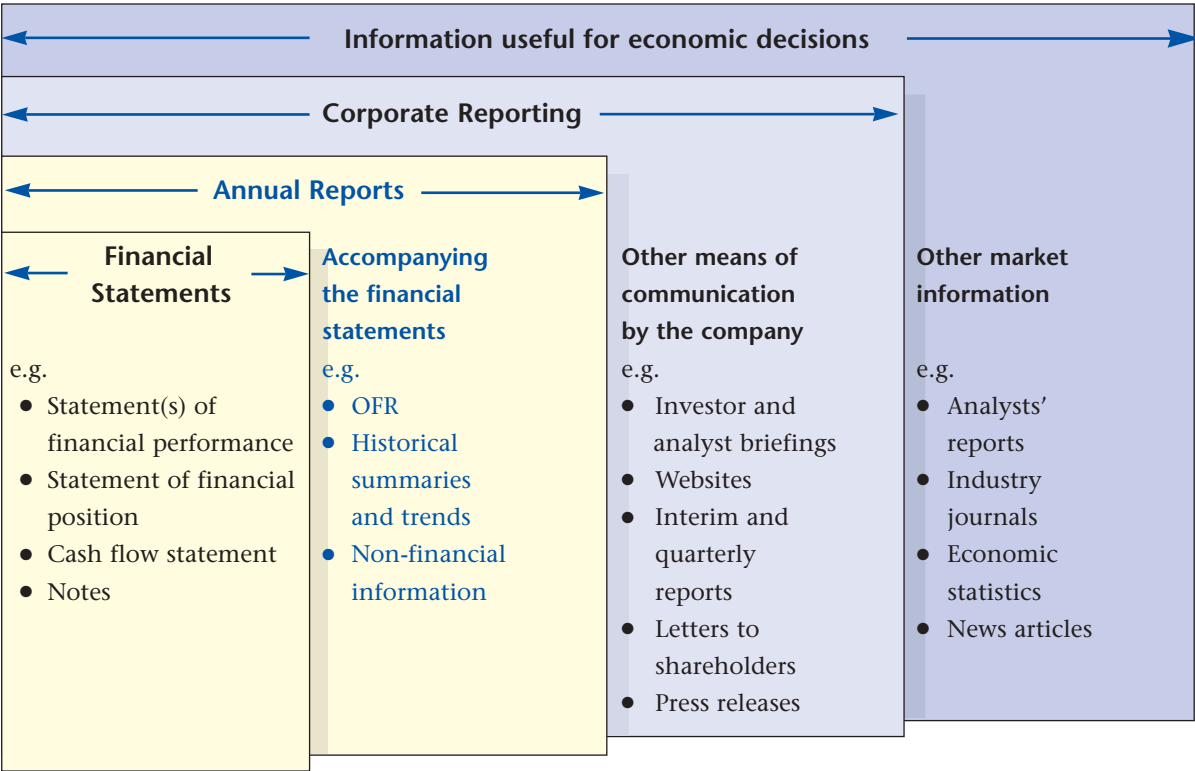 Information useful for economic decisions
Corporate Reporting
Annual Reports
Financial
Statements
e.g.
● Statement(s) of
financial performance
● Statement of financial
position
● Cash flow statement
● Notes
Accompanying
the financial
statements
e.g.
● OFR
● Historical
summaries
and trends
● Non-financial
information
Other means of
communication
by the company
e.g.
● Investor and
analyst briefings
● Websites
● Interim and
quarterly
reports
● Letters to
shareholders
● Press releases
Other market
information
e.g.
● Analysts'
reports
● Industry
journals
● Economic
statistics
● News articles